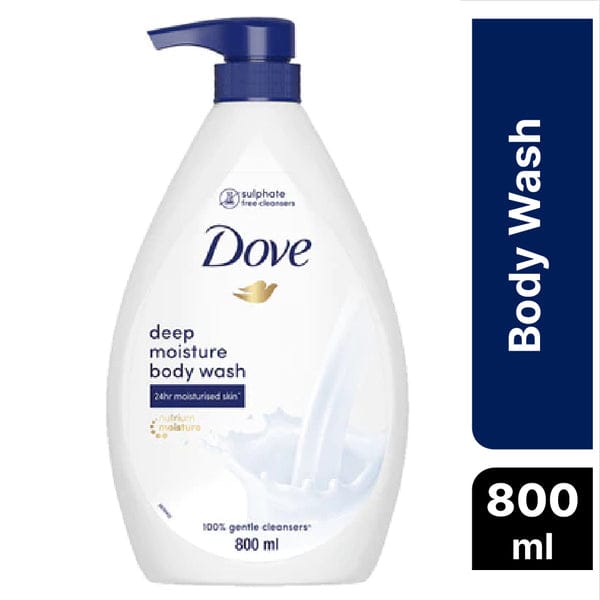 sulphate
free cleansers
Dove
deep
moisture
body wash
24hr moisturised skin*
nutrium
moisture
100% gentle cleansers^
800 ml
Body Wash
800
ml